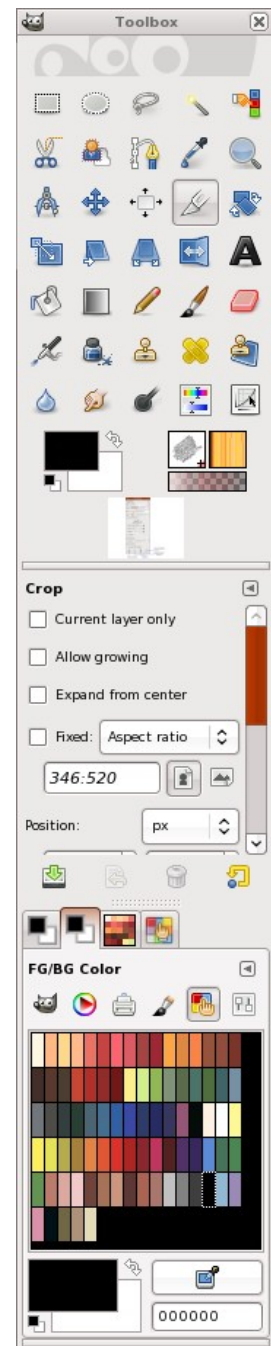 Toolbox
Crop
Current layer only
Allow growing
Expand from center
Fixed: Aspect ratio
346:520
Position: px
FG/BG Color
000000